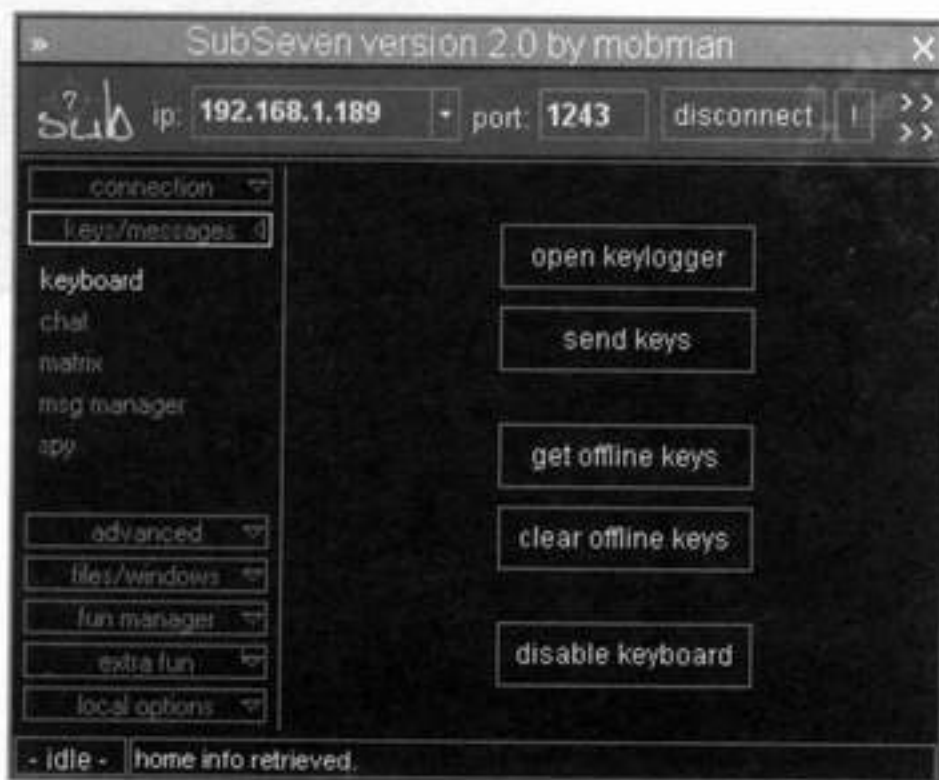 » SubSeven version 2.0 by mobman X
sub ip: 192.168.1.189 port: 1243 disconnect ! >> >>
connection
keys/messages
keyboard
chat
matrix
msg manager
spy
advanced
files/windows
fun manager
extra fun
local options
open keylogger
send keys
get offline keys
clear offline keys
disable keyboard
- idle - home info retrieved.